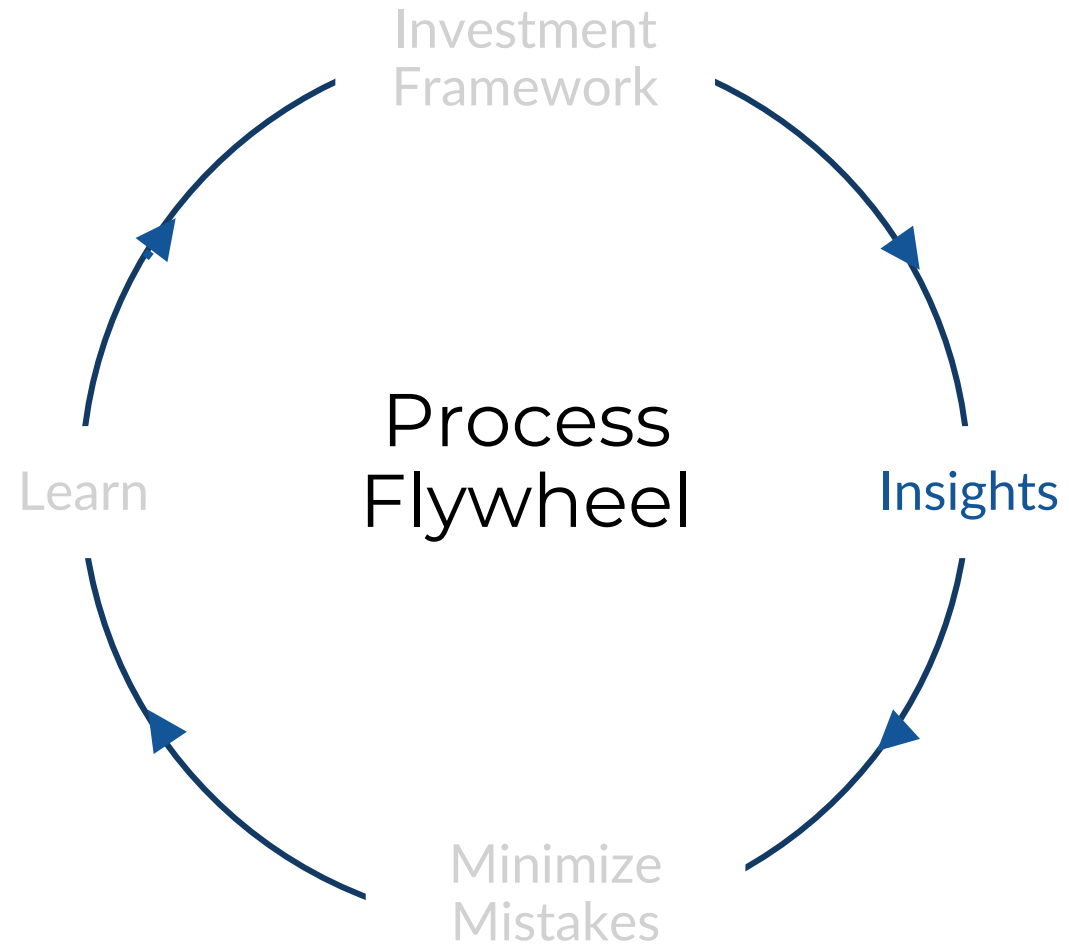 Investment
Framework
Process
Flywheel
Learn
Insights
Minimize
Mistakes